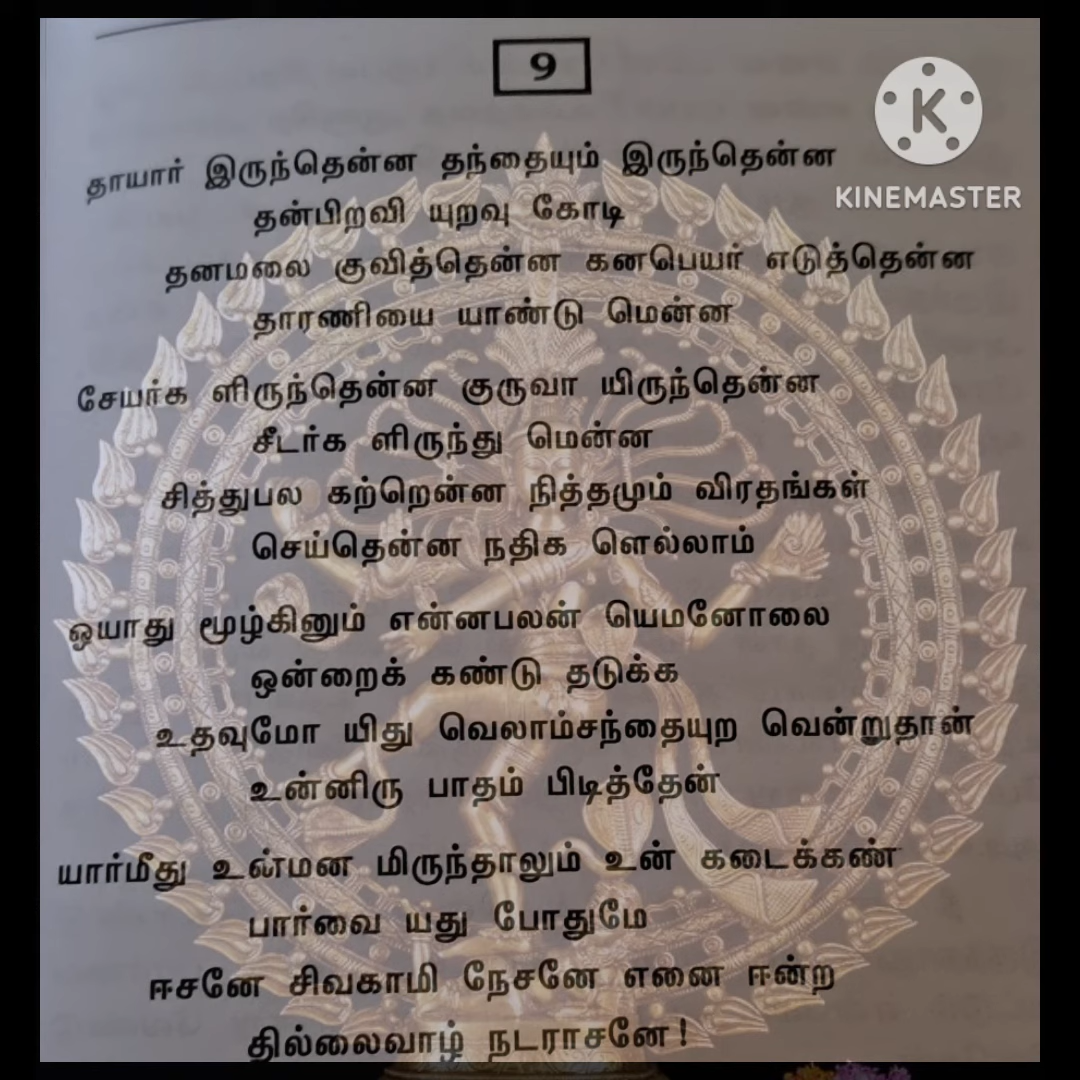 9
KINEMASTER
தாயார் இருந்தென்ன தந்தையும் இருந்தென்ன
தன்பிறவி யுறவு கோடி
தனமலை குவித்தென்ன கனபெயர் எடுத்தென்ன
தாரணியை யாண்டு மென்ன
சேயர்க ளிருந்தென்ன குருவா யிருந்தென்ன
சீடர்க ளிருந்து மென்ன
சித்துபல கற்றென்ன நித்தமும் விரதங்கள்
செய்தென்ன நதிக ளெல்லாம்
ஓயாது மூழ்கினும் என்னபலன் யெமனோலை
ஒன்றைக் கண்டு தடுக்க
உதவுமோ யிது வெலாம்சந்தையுற வென்றுதான்
உன்னிரு பாதம் பிடித்தேன்
யார்மீது உன்மன மிருந்தாலும் உன் கடைக்கண்
பார்வை யது போதுமே
ஈசனே சிவகாமி நேசனே எனை ஈன்ற
தில்லைவாழ் நடராசனே!